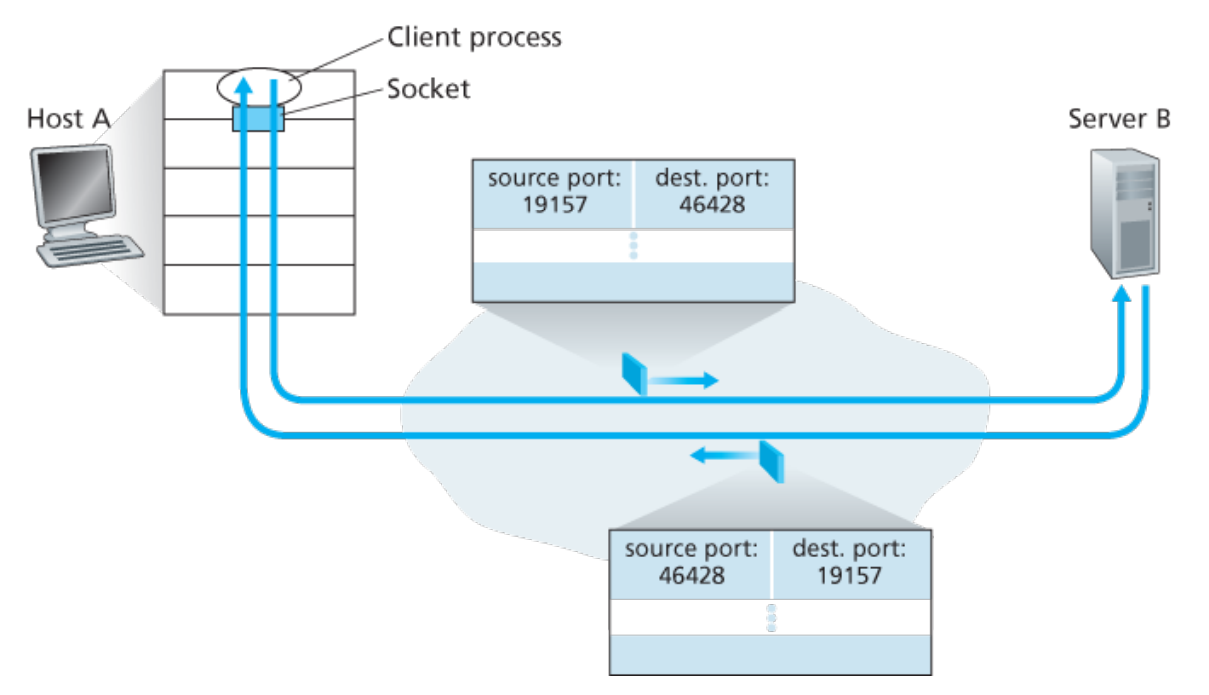 Client process
Socket
Host A
Server B
source port: dest. port:
19157 46428
source port: dest. port:
46428 19157